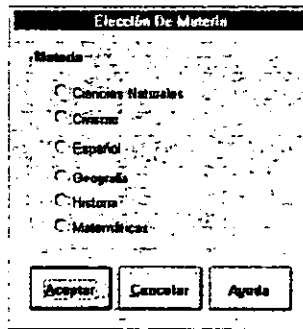 Elección De Materia
Materia
Ciencias Naturales
Civismo
Español
Geografía
Historia
Matemáticas
Aceptar Cancelar Ayuda